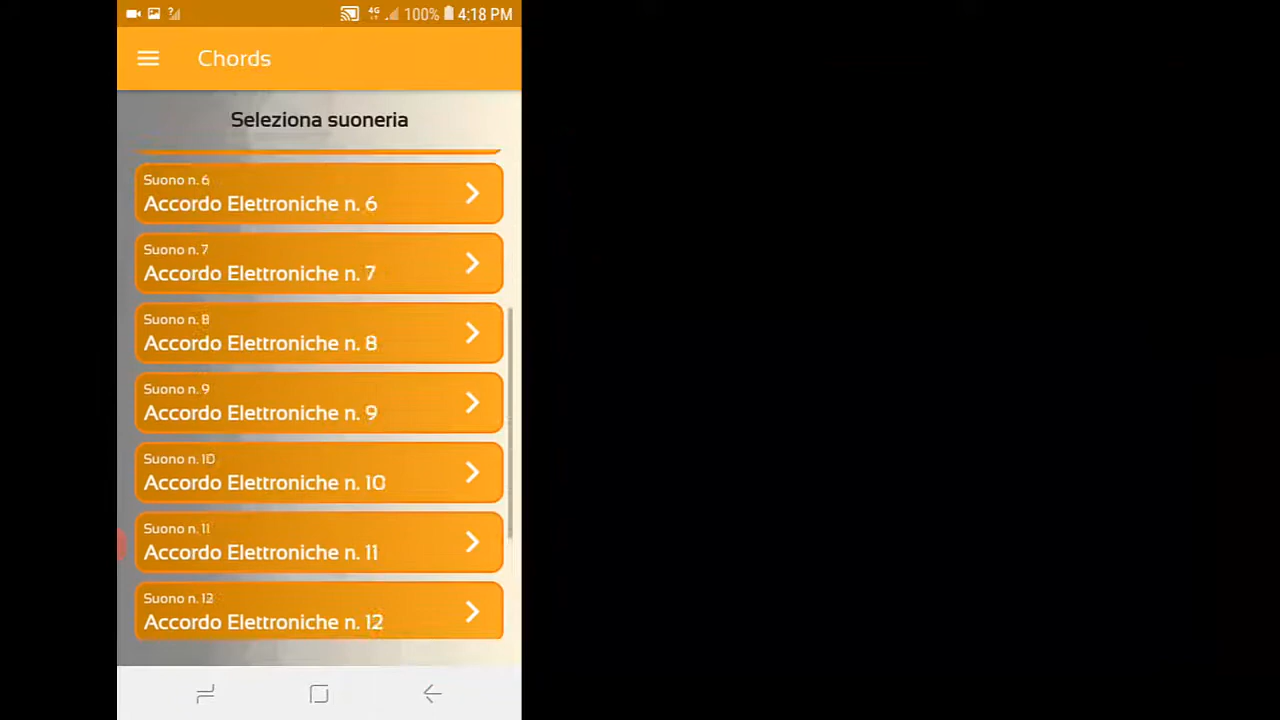 4G 100% 4:18 PM
Chords
Seleziona suoneria
Suono n. 6
Accordo Elettroniche n. 6
Suono n. 7
Accordo Elettroniche n. 7
Suono n. 8
Accordo Elettroniche n. 8
Suono n. 9
Accordo Elettroniche n. 9
Suono n. 10
Accordo Elettroniche n. 10
Suono n. 11
Accordo Elettroniche n. 11
Suono n. 12
Accordo Elettroniche n. 12